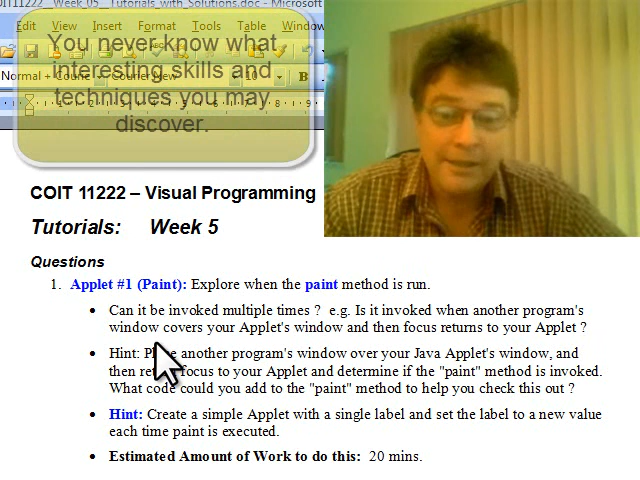 COIT11222__Week_05__Tutorials_with_Solutions.doc - Microsoft
Edit View Insert Format Tools Table Window
You never know what
interesting skills and
techniques you may
discover.
Normal + Courie Courier New 10 B
COIT 11222 – Visual Programming
Tutorials: Week 5
Questions
1. Applet #1 (Paint): Explore when the paint method is run.
• Can it be invoked multiple times ? e.g. Is it invoked when another program's
window covers your Applet's window and then focus returns to your Applet ?
• Hint: Place another program's window over your Java Applet's window, and
then return focus to your Applet and determine if the "paint" method is invoked.
What code could you add to the "paint" method to help you check this out ?
• Hint: Create a simple Applet with a single label and set the label to a new value
each time paint is executed.
• Estimated Amount of Work to do this: 20 mins.